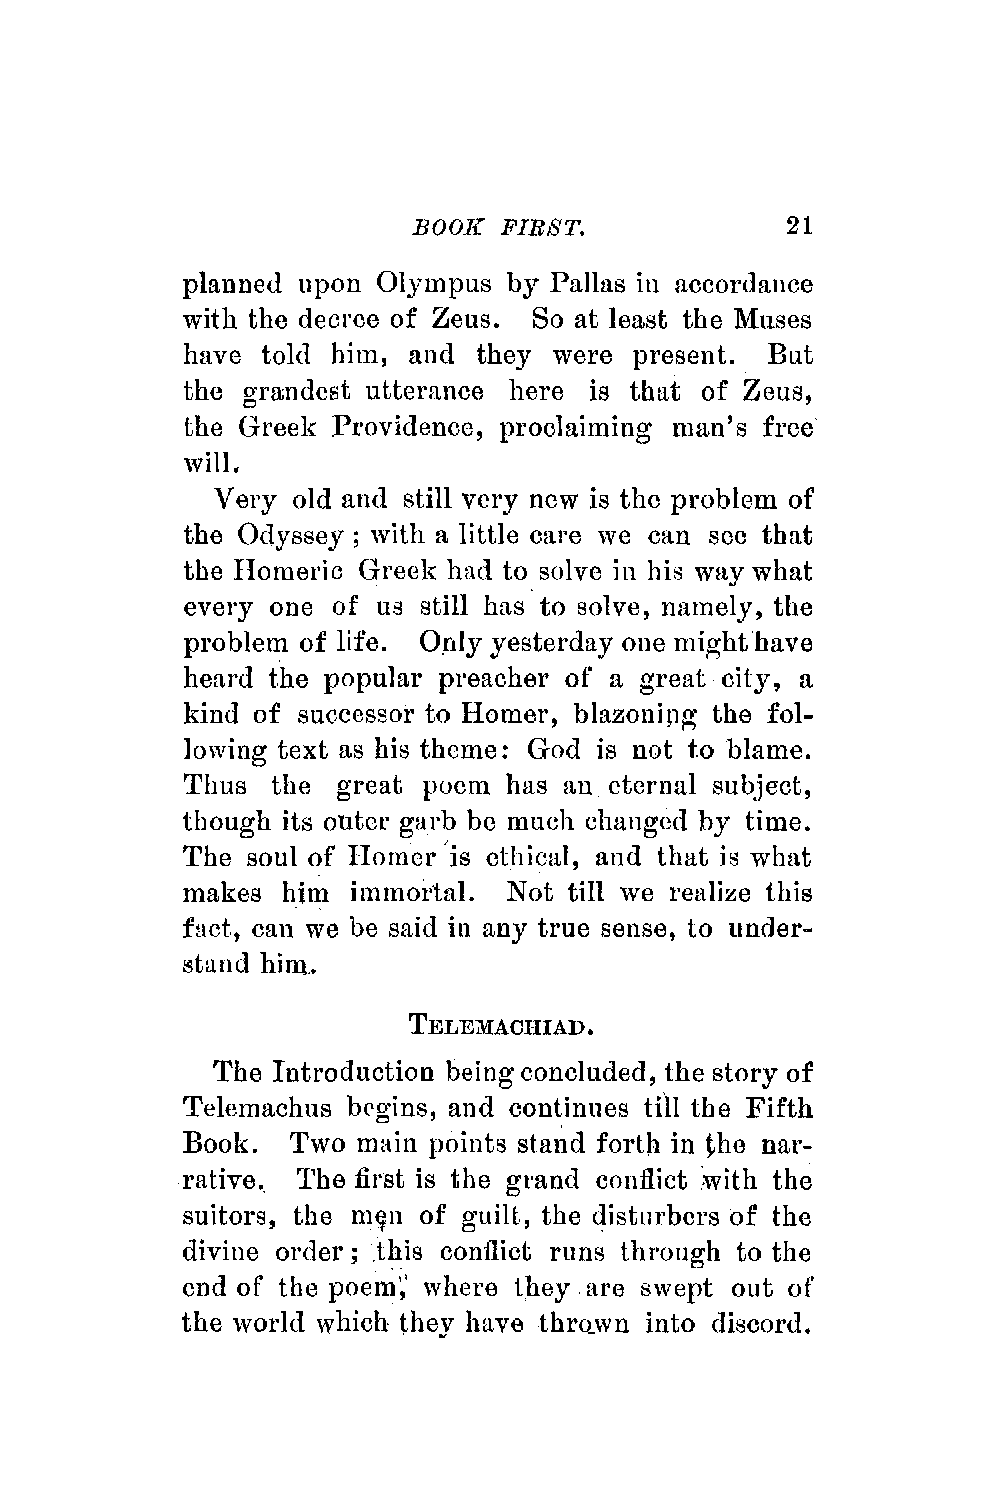 BOOK FIRST. 21
planned upon Olympus by Pallas in accordance
with the decree of Zeus. So at least the Muses
have told him, and they were present. But
the grandest utterance here is that of Zeus,
the Greek Providence, proclaiming man's free
will.
Very old and still very new is the problem of
the Odyssey; with a little care we can see that
the Homeric Greek had to solve in his way what
every one of us still has to solve, namely, the
problem of life. Only yesterday one might have
heard the popular preacher of a great city, a
kind of successor to Homer, blazoning the fol-
lowing text as his theme: God is not to blame.
Thus the great poem has an eternal subject,
though its outer garb be much changed by time.
The soul of Homer is ethical, and that is what
makes him immortal. Not till we realize this
fact, can we be said in any true sense, to under-
stand him.
TELEMACHIAD.
The Introduction being concluded, the story of
Telemachus begins, and continues till the Fifth
Book. Two main points stand forth in the nar-
rative. The first is the grand conflict with the
suitors, the men of guilt, the disturbers of the
divine order; this conflict runs through to the
end of the poem, where they are swept out of
the world which they have thrown into discord.